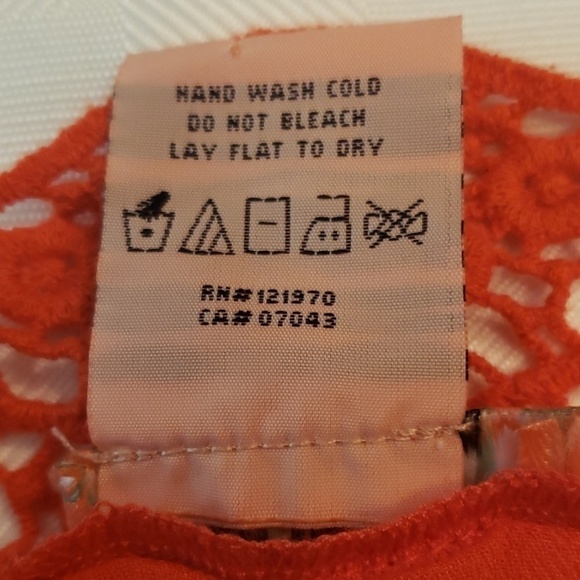 HAND WASH COLD
DO NOT BLEACH
LAY FLAT TO DRY
RN#121970
CA#07043